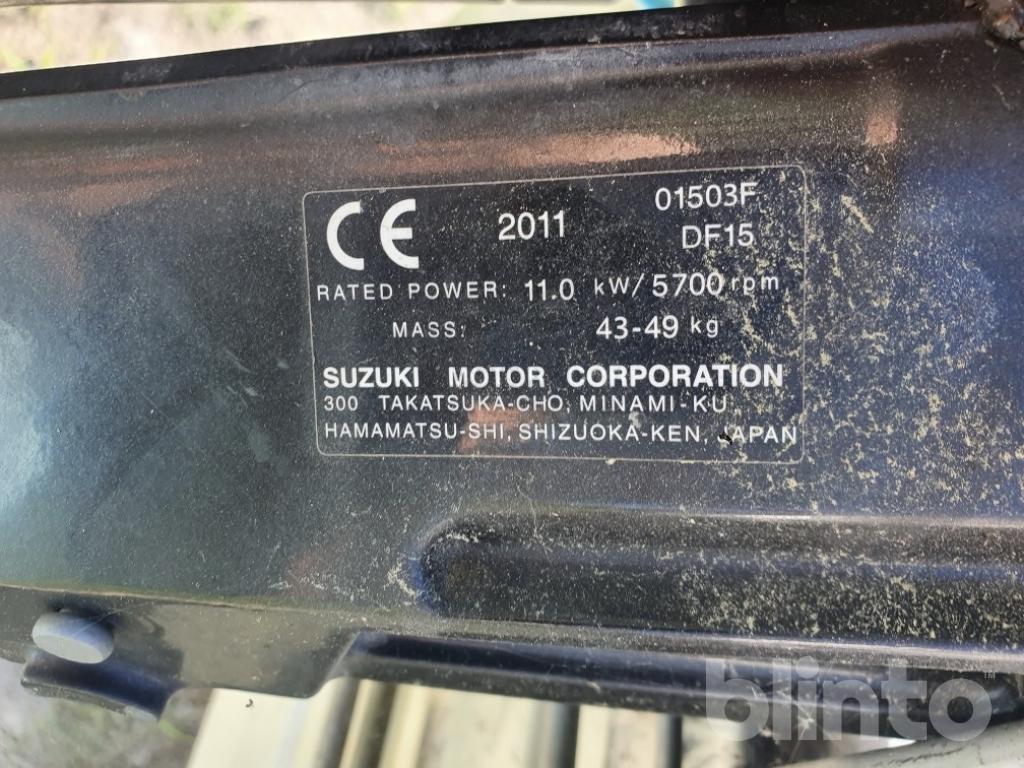 CE 2011 01503F
DF15
RATED POWER: 11.0 kW/5700 rpm
MASS: 43-49 kg
SUZUKI MOTOR CORPORATION
300 TAKATSUKA-CHO, MINAMI-KU,
HAMAMATSU-SHI, SHIZUOKA-KEN, JAPAN
blinto™